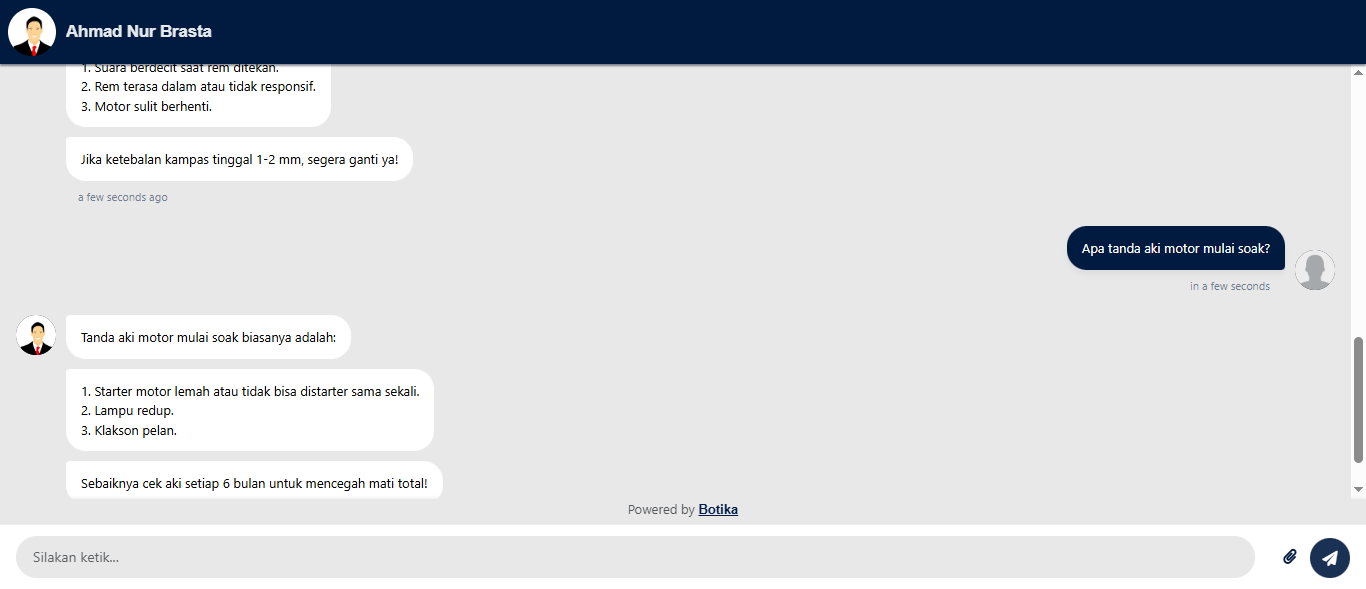 Ahmad Nur Brasta
1. Suara berdecit saat rem ditekan.
2. Rem terasa dalam atau tidak responsif.
3. Motor sulit berhenti.
Jika ketebalan kampas tinggal 1-2 mm, segera ganti ya!
a few seconds ago
Apa tanda aki motor mulai soak?
in a few seconds
Tanda aki motor mulai soak biasanya adalah:
1. Starter motor lemah atau tidak bisa distarter sama sekali.
2. Lampu redup.
3. Klakson pelan.
Sebaiknya cek aki setiap 6 bulan untuk mencegah mati total!
Powered by Botika
Silakan ketik...